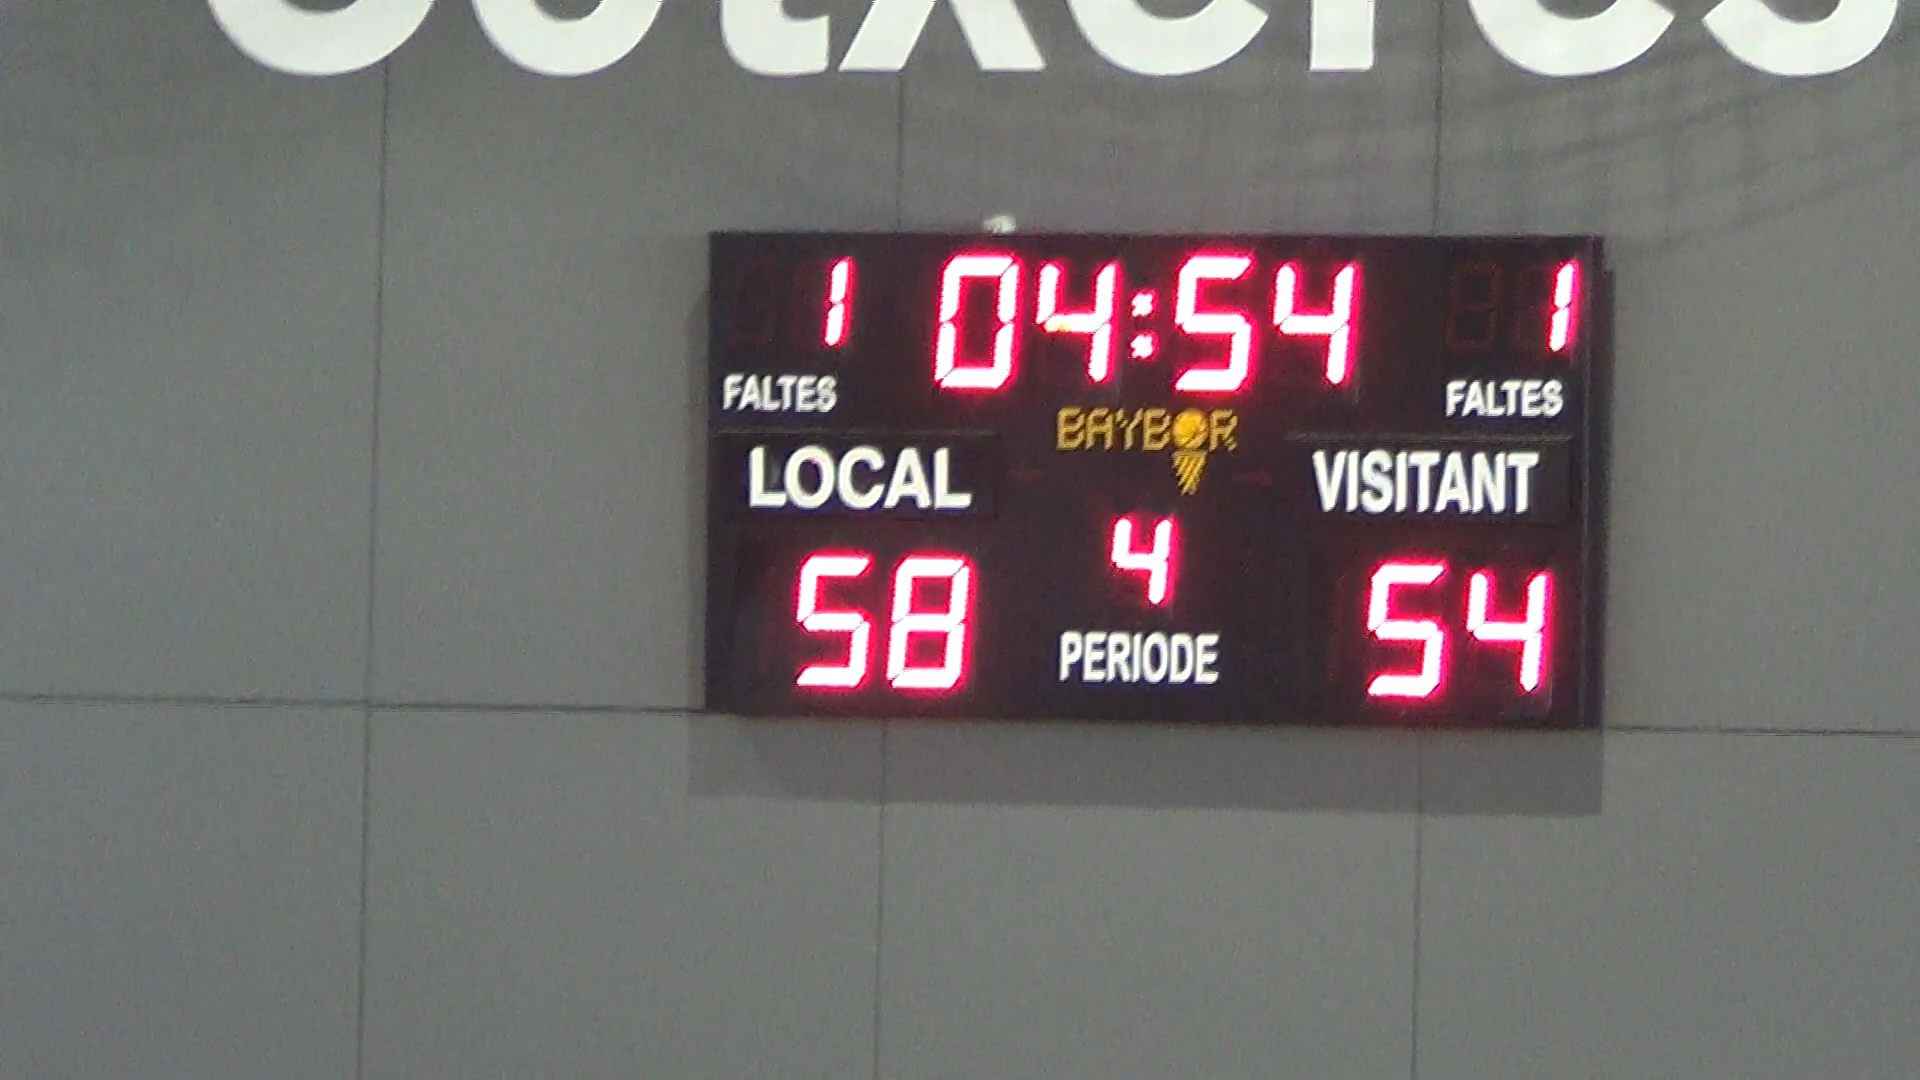 1 04:54 1
FALTES FALTES
BAYBOR
LOCAL VISITANT
4
58 54
PERIODE